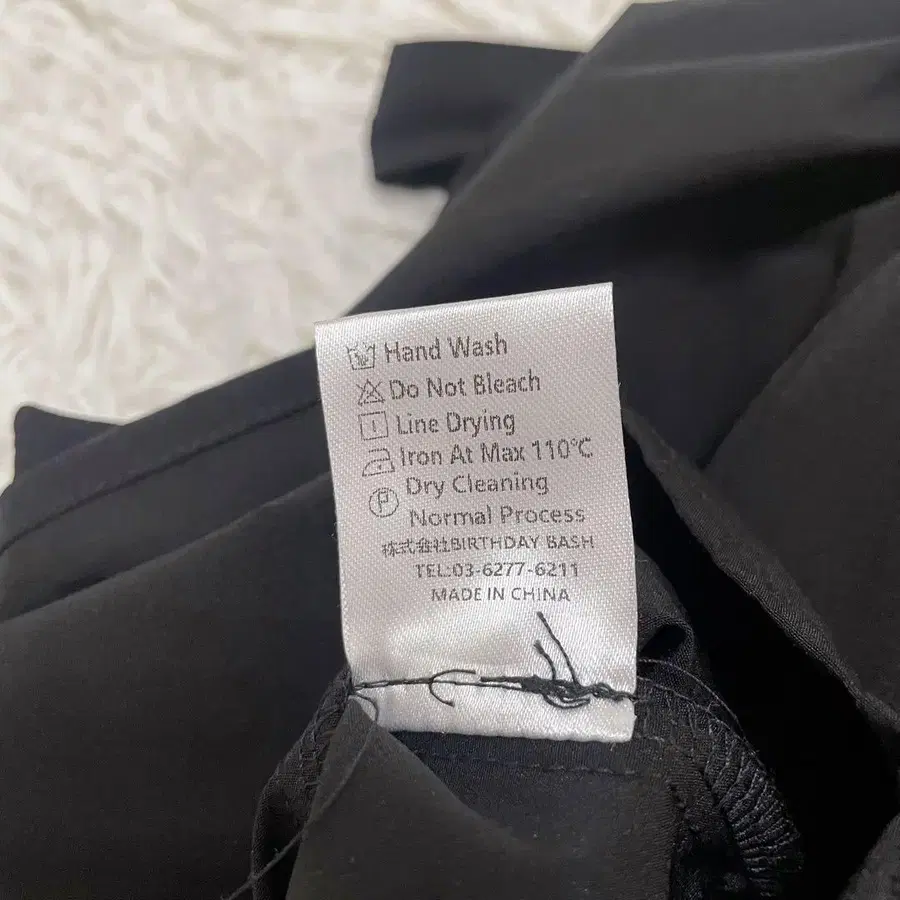 Hand Wash
Do Not Bleach
Line Drying
Iron At Max 110°C
P Dry Cleaning
Normal Process
株式会社BIRTHDAY BASH
TEL:03-6277-6211
MADE IN CHINA